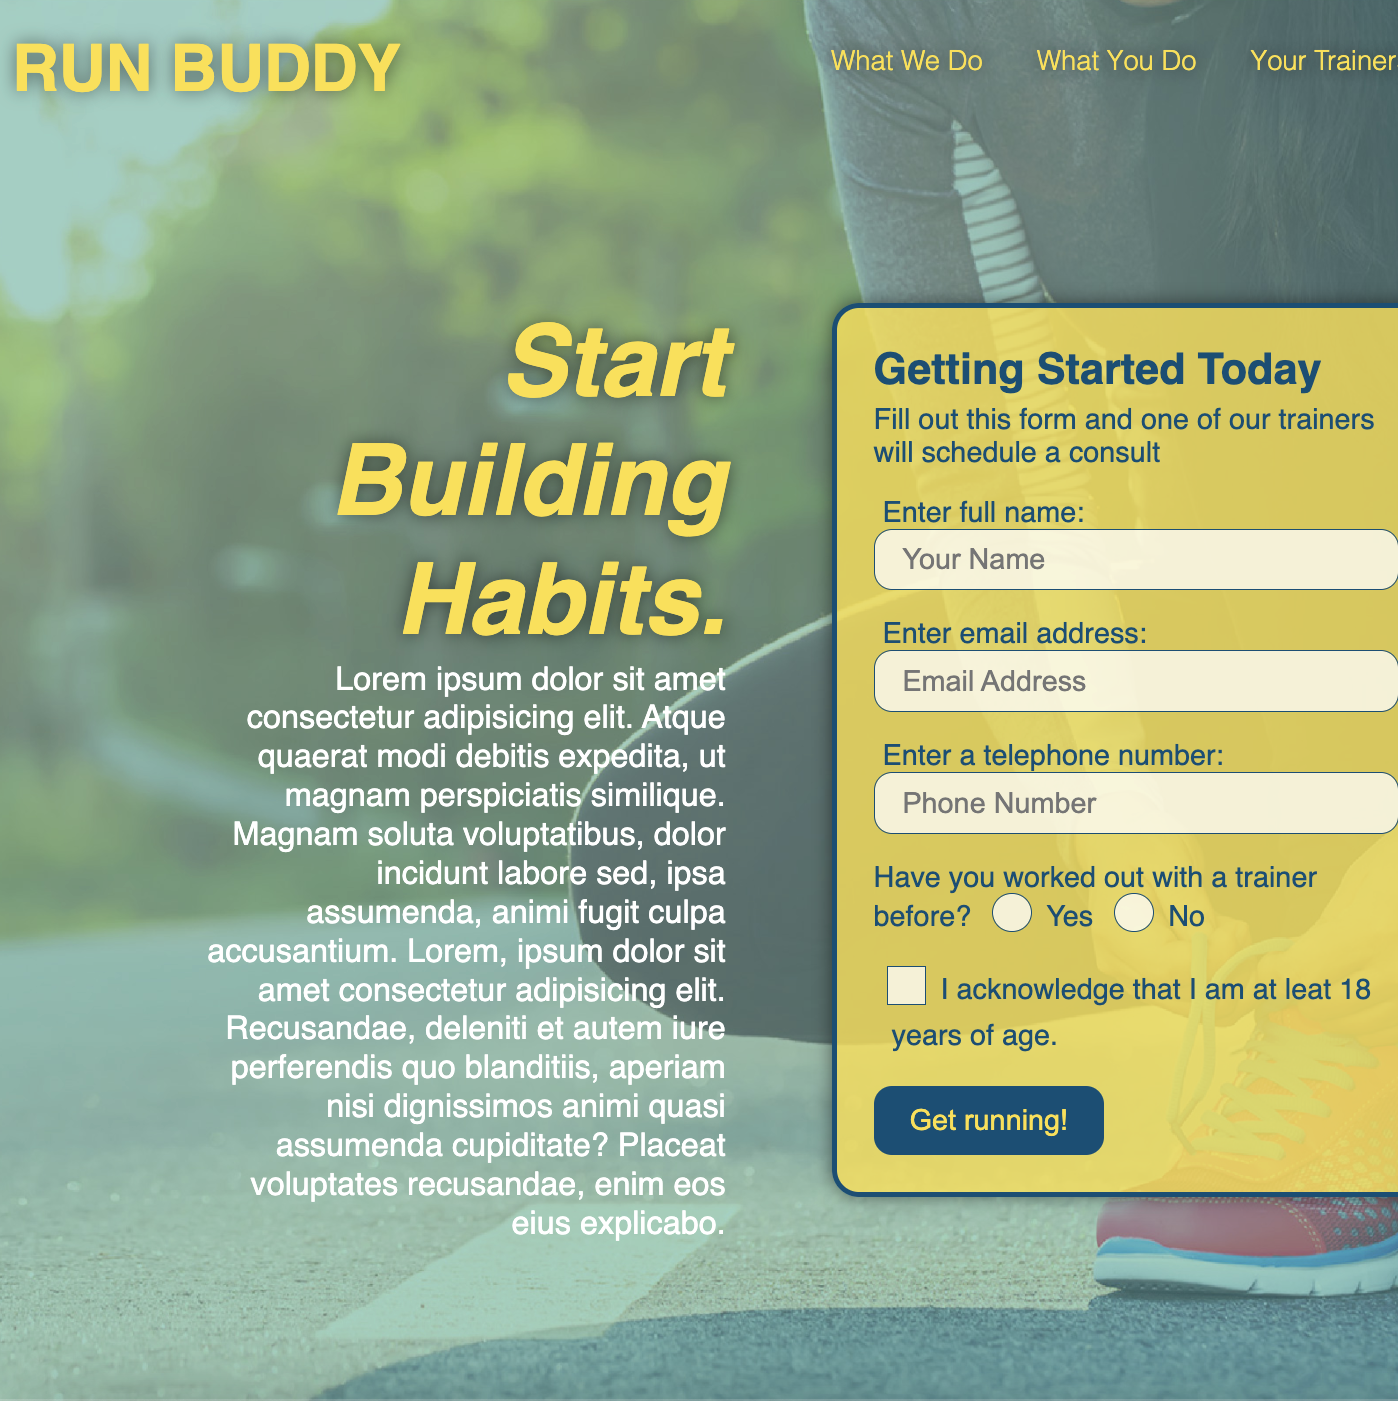 RUN BUDDY
What We Do What You Do Your Trainer
Start
Building
Habits.
Lorem ipsum dolor sit amet
consectetur adipisicing elit. Atque
quaerat modi debitis expedita, ut
magnam perspiciatis similique.
Magnam soluta voluptatibus, dolor
incidunt labore sed, ipsa
assumenda, animi fugit culpa
accusantium. Lorem, ipsum dolor sit
amet consectetur adipisicing elit.
Recusandae, deleniti et autem iure
perferendis quo blanditiis, aperiam
nisi dignissimos animi quasi
assumenda cupiditate? Placeat
voluptates recusandae, enim eos
eius explicabo.
Getting Started Today
Fill out this form and one of our trainers
will schedule a consult
Enter full name:
Your Name
Enter email address:
Email Address
Enter a telephone number:
Phone Number
Have you worked out with a trainer
before? Yes No
I acknowledge that I am at leat 18
years of age.
Get running!